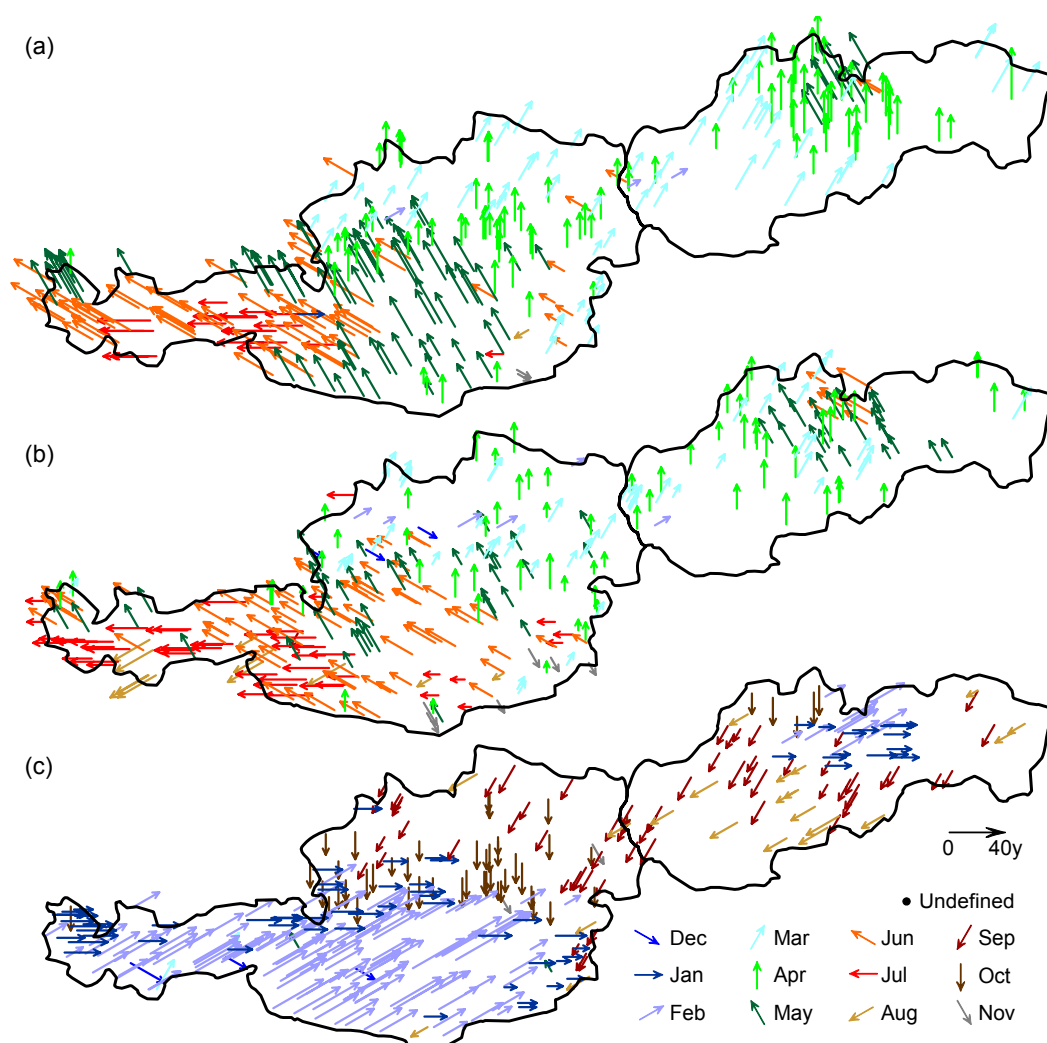 (a)
(b)
(c)
0 40y
Undefined
Dec Mar Jun Sep
Jan Apr Jul Oct
Feb May Aug Nov